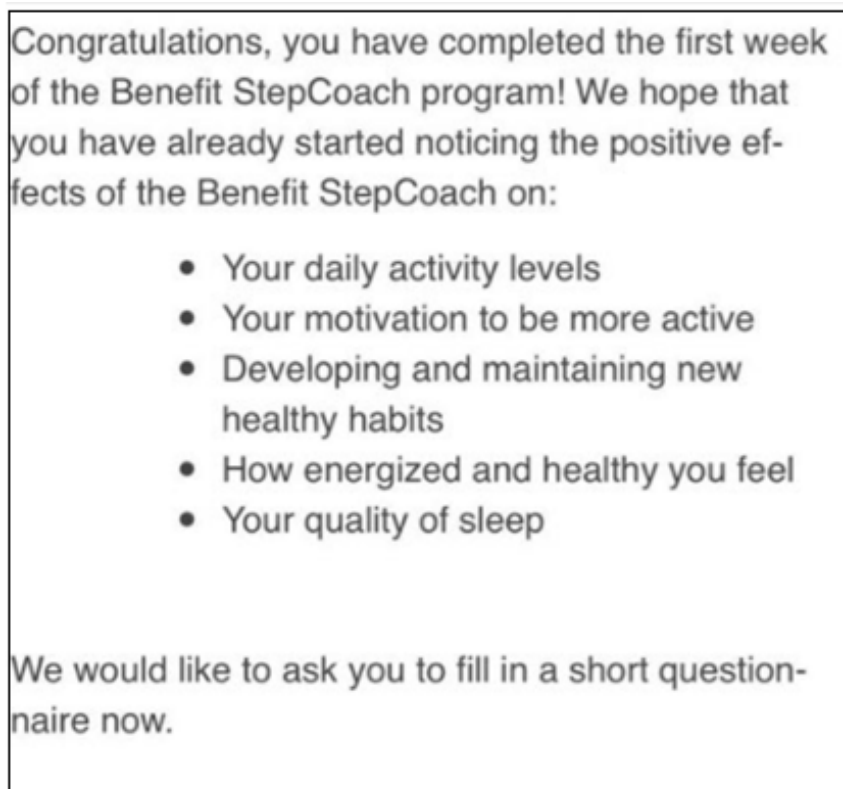 Congratulations, you have completed the first week
of the Benefit StepCoach program! We hope that
you have already started noticing the positive ef-
fects of the Benefit StepCoach on:
• Your daily activity levels
• Your motivation to be more active
• Developing and maintaining new
healthy habits
• How energized and healthy you feel
• Your quality of sleep
We would like to ask you to fill in a short question-
naire now.